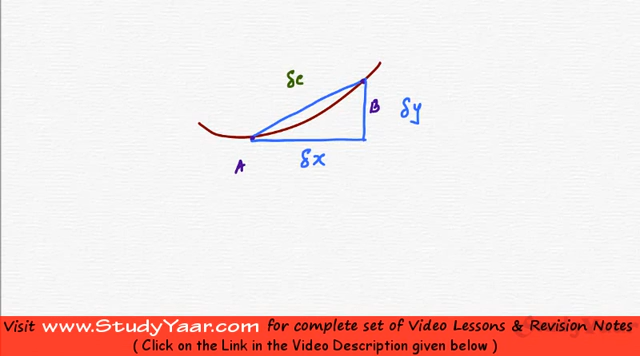 δc
B
δy
A
δx
Visit www.StudyYaar.com for complete set of Video Lessons & Revision Notes
( Click on the Link in the Video Description given below )